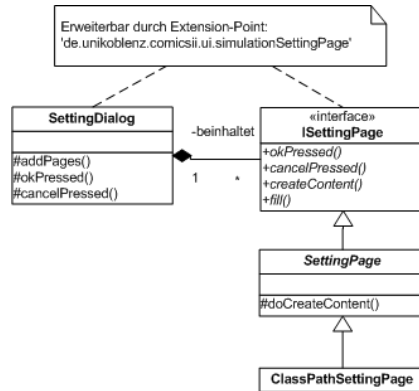 Erweiterbar durch Extension-Point:
'de.unikoblenz.comicsii.ui.simulationSettingPage'
SettingDialog
#addPages()
#okPressed()
#cancelPressed()
-beinhaltet
1
*
«interface»
ISettingPage
+okPressed()
+cancelPressed()
+createContent()
+fill()
SettingPage
#doCreateContent()
ClassPathSettingPage